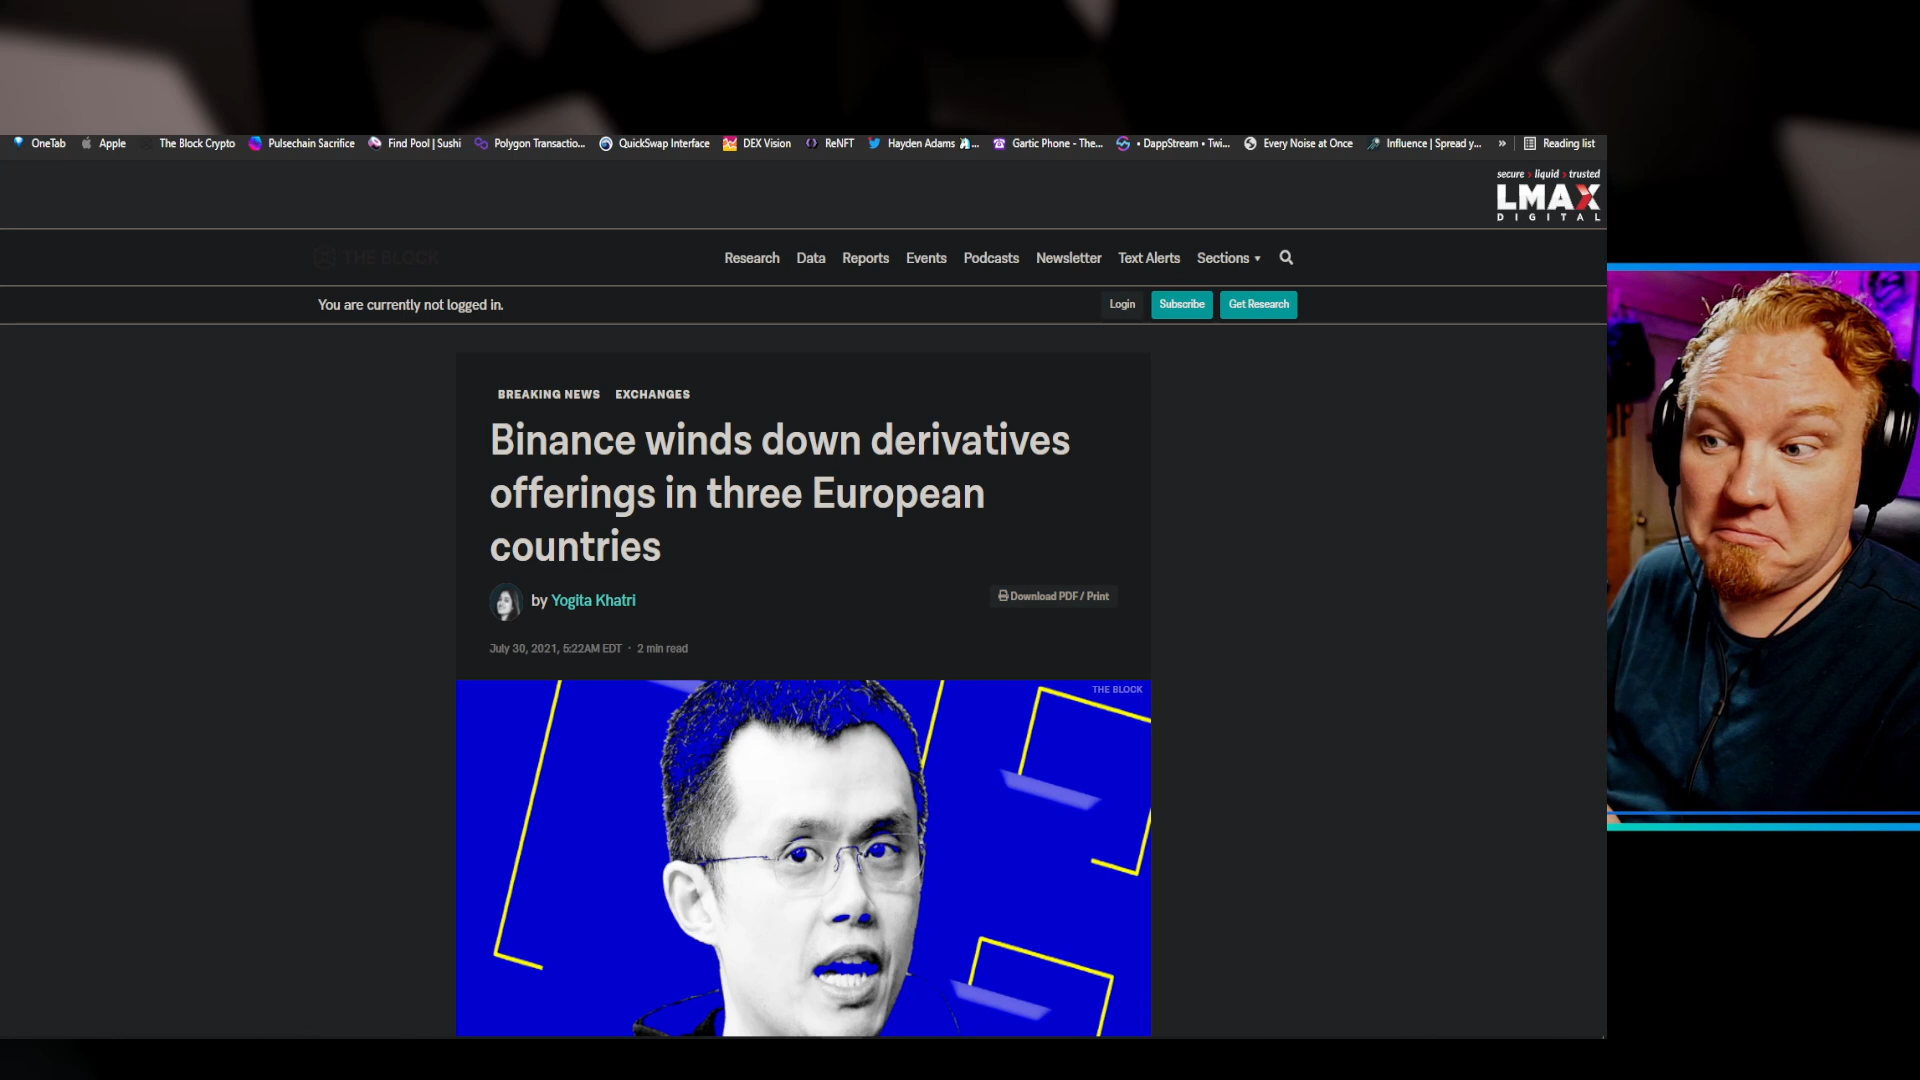 OneTab Apple The Block Crypto Pulsechain Sacrifice Find Pool | Sushi Polygon Transactio... QuickSwap Interface DEX Vision ReNFT Hayden Adams ... Gartic Phone - The... • DappStream • Twi... Every Noise at Once Influence | Spread y... » Reading list
secure › liquid › trusted
LMAX
DIGITAL
THE BLOCK
Research Data Reports Events Podcasts Newsletter Text Alerts Sections ▾
You are currently not logged in.
Login Subscribe Get Research
BREAKING NEWS EXCHANGES
Binance winds down derivatives
offerings in three European
countries
by Yogita Khatri
Download PDF / Print
July 30, 2021, 5:22AM EDT · 2 min read
THE BLOCK